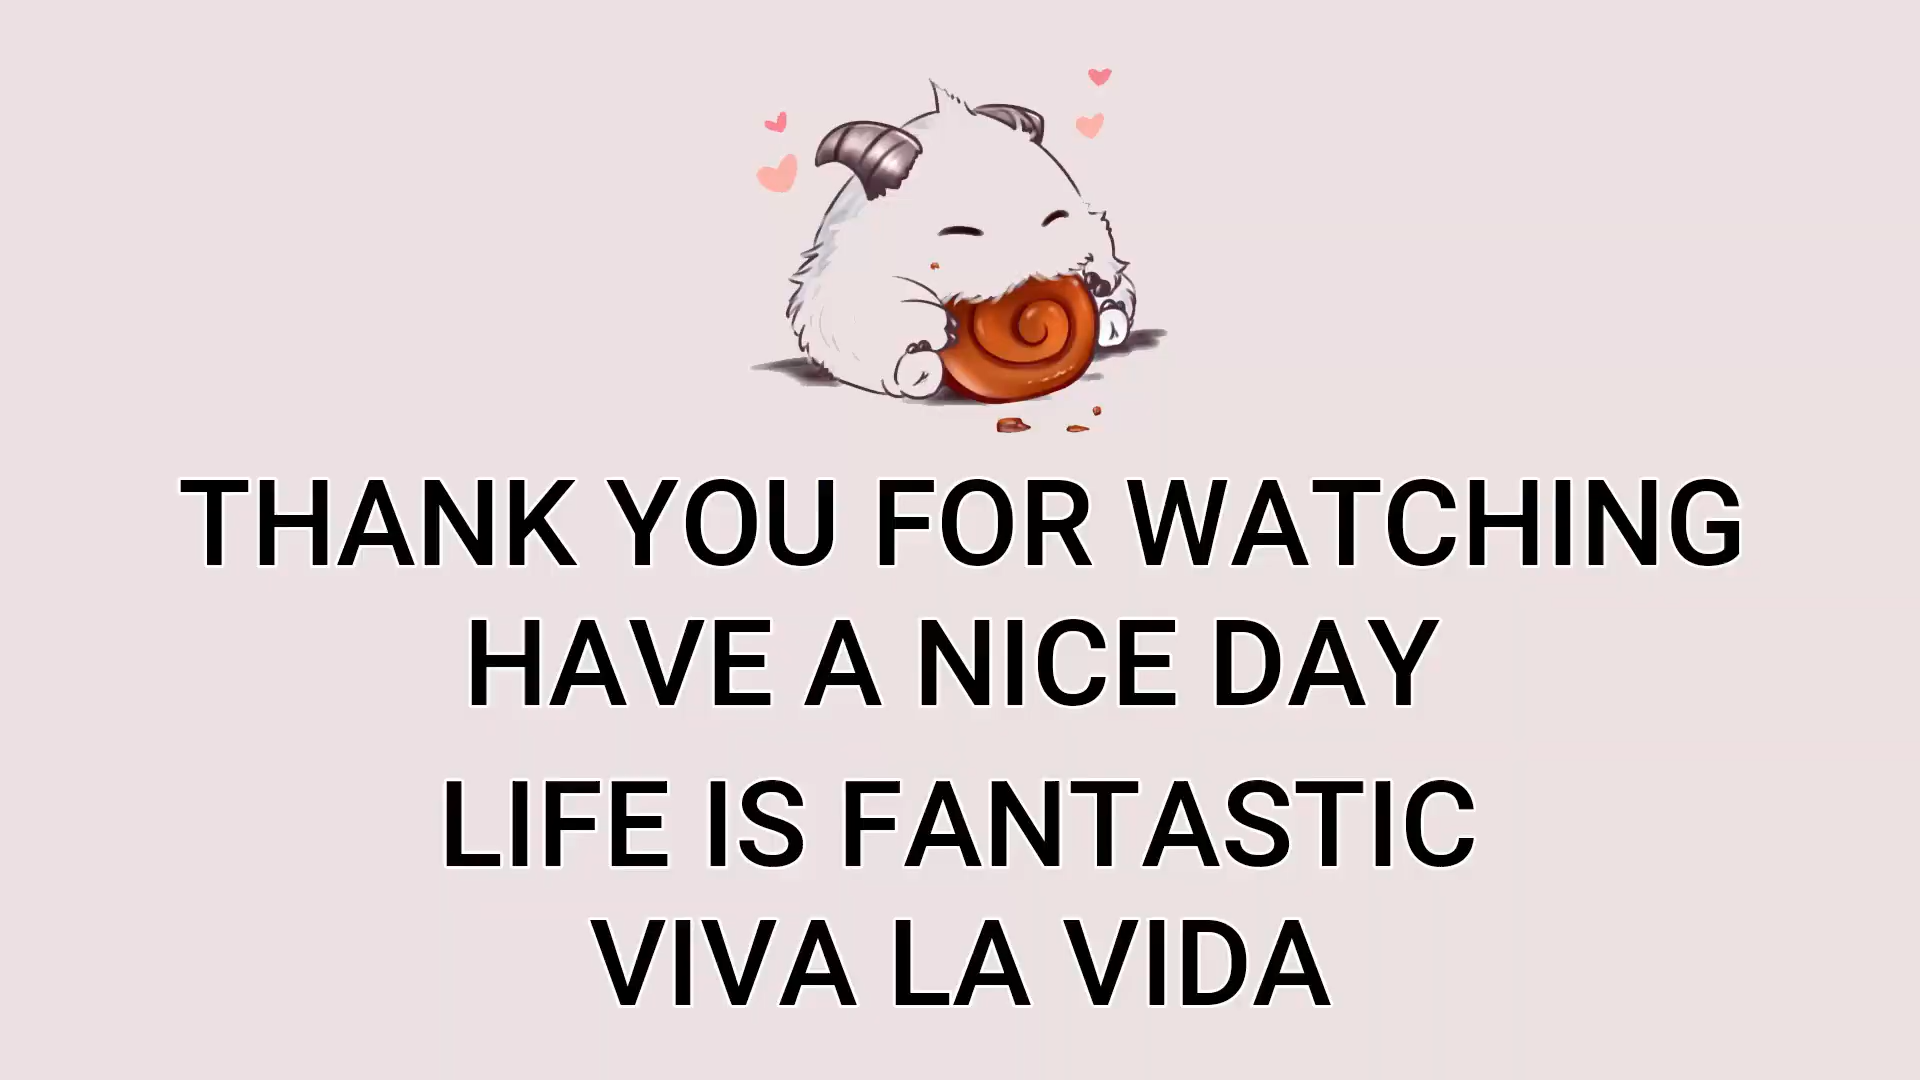 THANK YOU FOR WATCHING
HAVE A NICE DAY
LIFE IS FANTASTIC
VIVA LA VIDA